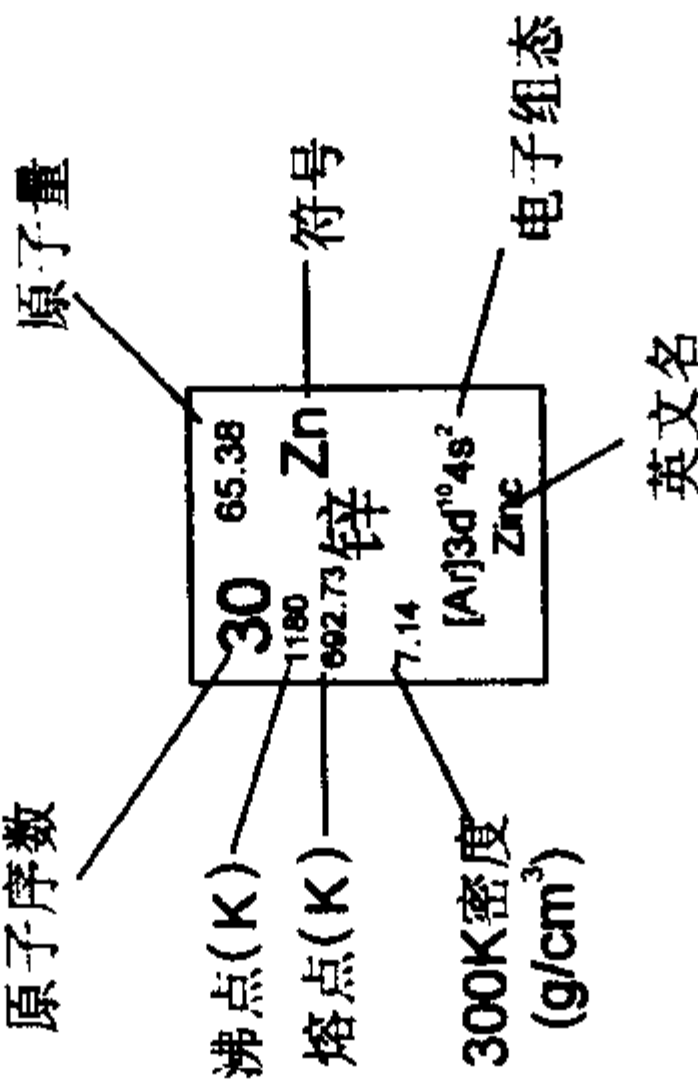 原子序数
原子量
30
65.38
沸点(K)
1180
Zn
符号
熔点(K)
692.73
锌
300K密度
(g/cm³)
7.14
[Ar]3d¹⁰4s²
电子组态
Zinc
英文名